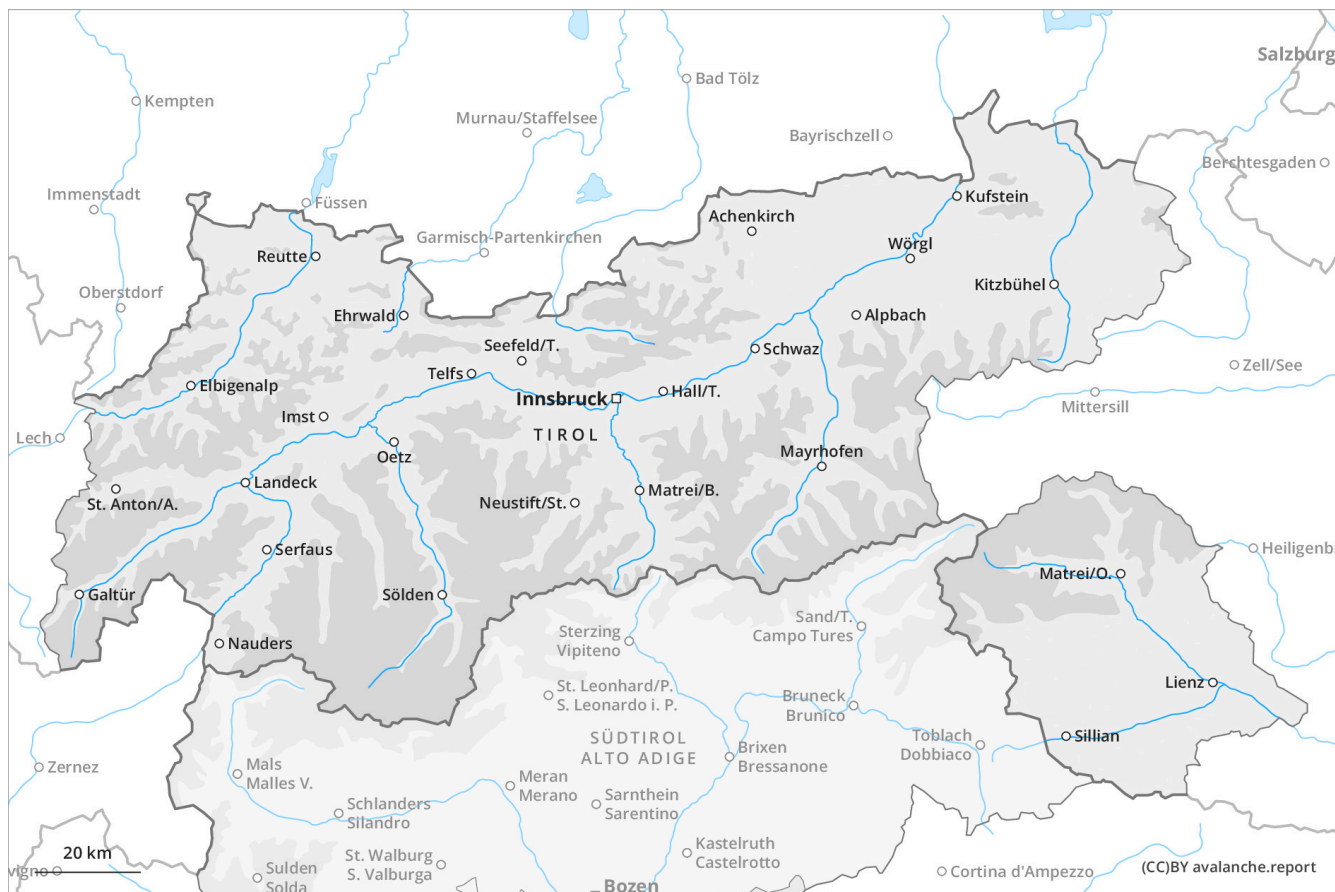 Salzburg
Kempten
Bad Tölz
Murnau/Staffelsee
Bayrischzell
Berchtesgaden
Immenstadt
Füssen
Kufstein
Achenkirch
Garmisch-Partenkirchen
Wörgl
Reutte
Kitzbühel
Oberstdorf
Ehrwald
Alpbach
Seefeld/T.
Schwaz
Zell/See
Telfs
Elbigenalp
Innsbruck
Hall/T.
Mittersill
Imst
TIROL
Lech
Oetz
Mayrhofen
Landeck
St. Anton/A.
Neustift/St.
Matrei/B.
Serfaus
Heiligenb
Matrei/O.
Galtür
Sölden
Sand/T.
Campo Tures
Sterzing
Vipiteno
Nauders
Lienz
St. Leonhard/P.
S. Leonardo i. P.
Bruneck
Brunico
SÜDTIROL
ALTO ADIGE
Toblach
Dobbiaco
Sillian
Brixen
Bressanone
Zernez
Mals
Malles V.
Meran
Merano
Schlanders
Silandro
Sarnthein
Sarentino
Kastelruth
Castelrotto
20 km
St. Walburg
S. Valburga
vigno
Sulden
Solda
Bozen
Cortina d'Ampezzo
(CC)BY avalanche.report